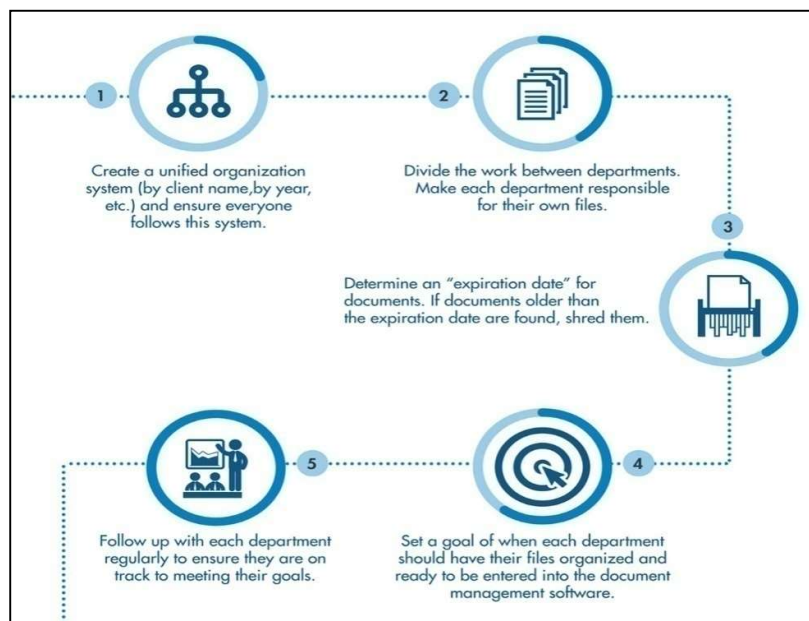 1
Create a unified organization
system (by client name,by year,
etc.) and ensure everyone
follows this system.
2
Divide the work between departments.
Make each department responsible
for their own files.
3
Determine an “expiration date” for
documents. If documents older than
the expiration date are found, shred them.
4
Set a goal of when each department
should have their files organized and
ready to be entered into the document
management software.
5
Follow up with each department
regularly to ensure they are on
track to meeting their goals.